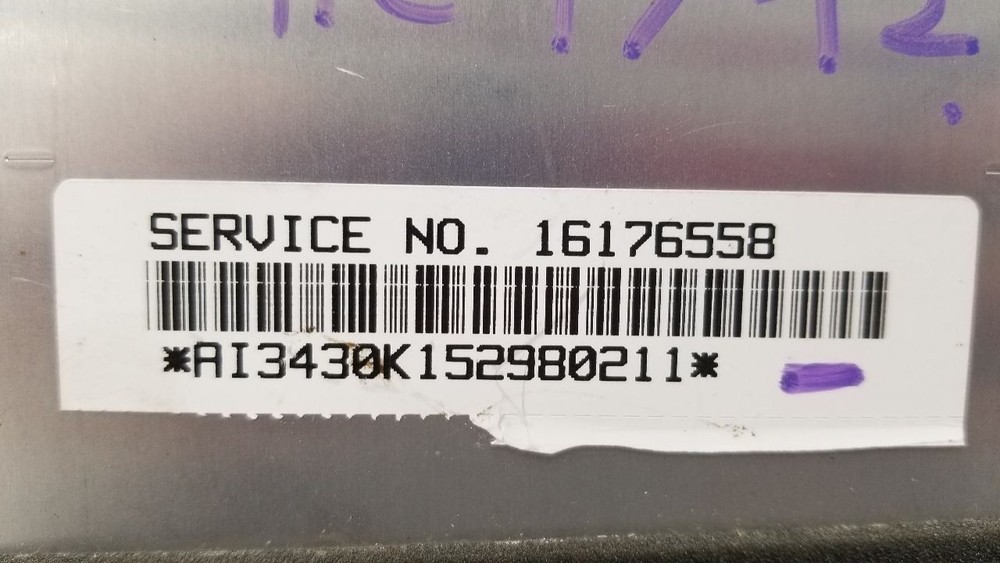 SERVICE NO. 16176558
*AI3430K152980211*